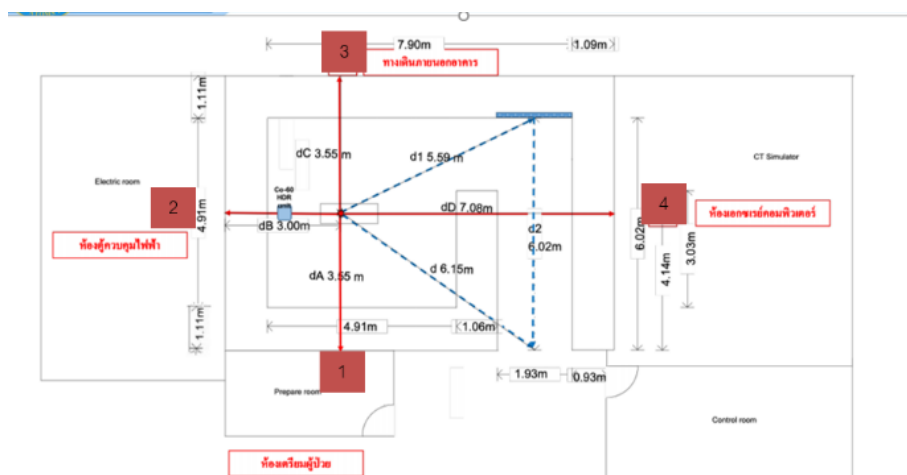 3
7.90m
1.09m
ทางเดินภายนอกอาคาร
1.11m
dC 3.55 m
d1 5.59m
CT Simulator
Electric room
Co-60
HDR
2
4.91m
dB 3.00m
dD 7.08m
d2
6.02m
6.02m
4
4.14m
3.03m
ห้องเอกซเรย์คอมพิวเตอร์
ห้องตู้ควบคุมไฟฟ้า
dA 3.55m
d 6.15m
1.11m
4.91m
1.06m
1
1.93m
0.93m
Prepare room
Control room
ห้องเตรียมผู้ป่วย